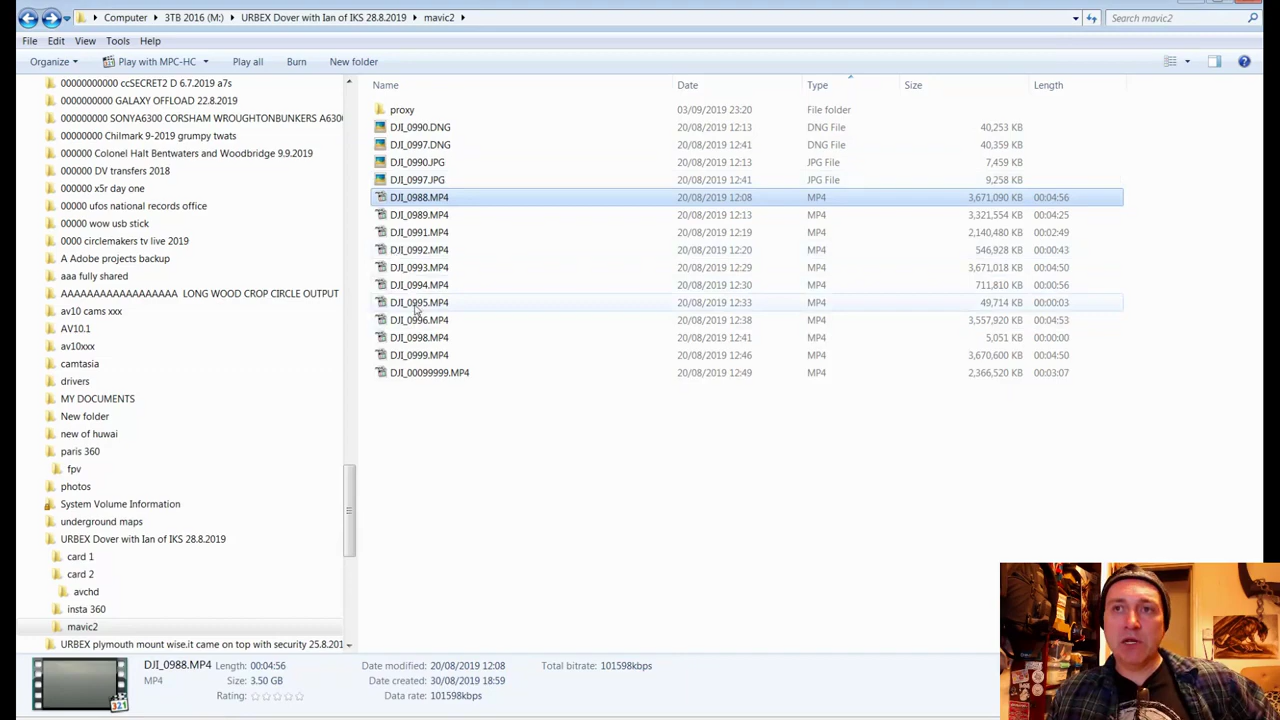 Computer 3TB 2016 (M:) URBEX Dover with Ian of IKS 28.8.2019 mavic2 Search mavic2
File Edit View Tools Help
Organize Play with MPC-HC Play all Burn New folder
00000000000 ccSECRET2 D 6.7.2019 a7s
0000000000 GALAXY OFFLOAD 22.8.2019
000000000 SONYA6300 CORSHAM WROUGHTONBUNKERS A6300
00000000 Chilmark 9-2019 grumpy twats
000000 Colonel Halt Bentwaters and Woodbridge 9.9.2019
000000 DV transfers 2018
000000 x5r day one
00000 ufos national records office
00000 wow usb stick
0000 circlemakers tv live 2019
A Adobe projects backup
aaa fully shared
AAAAAAAAAAAAAAAAAA LONG WOOD CROP CIRCLE OUTPUT
av10 cams xxx
AV10.1
av10xxx
camtasia
drivers
MY DOCUMENTS
New folder
new of huwai
paris 360
fpv
photos
System Volume Information
underground maps
URBEX Dover with Ian of IKS 28.8.2019
card 1
card 2
avchd
insta 360
mavic2
URBEX plymouth mount wise.it came on top with security 25.8.201
Name Date Type Size Length
proxy 03/09/2019 23:20 File folder
DJI_0990.DNG 20/08/2019 12:13 DNG File 40,253 KB
DJI_0997.DNG 20/08/2019 12:41 DNG File 40,359 KB
DJI_0990.JPG 20/08/2019 12:13 JPG File 7,459 KB
DJI_0997.JPG 20/08/2019 12:41 JPG File 9,258 KB
DJI_0988.MP4 20/08/2019 12:08 MP4 3,671,090 KB 00:04:56
DJI_0989.MP4 20/08/2019 12:13 MP4 3,321,554 KB 00:04:25
DJI_0991.MP4 20/08/2019 12:19 MP4 2,140,480 KB 00:02:49
DJI_0992.MP4 20/08/2019 12:20 MP4 546,928 KB 00:00:43
DJI_0993.MP4 20/08/2019 12:29 MP4 3,671,018 KB 00:04:50
DJI_0994.MP4 20/08/2019 12:30 MP4 711,810 KB 00:00:56
DJI_0995.MP4 20/08/2019 12:33 MP4 49,714 KB 00:00:03
DJI_0996.MP4 20/08/2019 12:38 MP4 3,557,920 KB 00:04:53
DJI_0998.MP4 20/08/2019 12:41 MP4 5,051 KB 00:00:00
DJI_0999.MP4 20/08/2019 12:46 MP4 3,670,600 KB 00:04:50
DJI_00099999.MP4 20/08/2019 12:49 MP4 2,366,520 KB 00:03:07
DJI_0988.MP4 Length: 00:04:56 Date modified: 20/08/2019 12:08 Total bitrate: 101598kbps
MP4 Size: 3.50 GB Date created: 30/08/2019 18:59
Rating: Data rate: 101598kbps
321